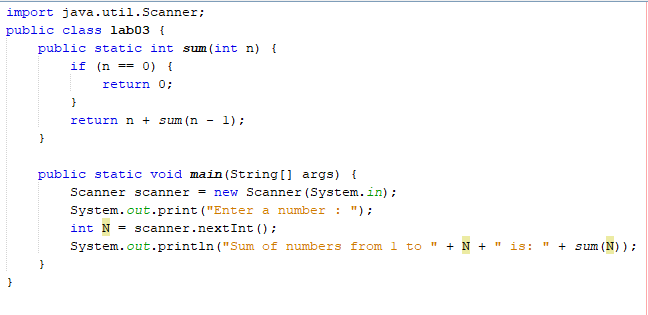 import java.util.Scanner;
public class lab03 {
    public static int sum(int n) {
        if (n == 0) {
            return 0;
        }
        return n + sum(n - 1);
    }

    public static void main(String[] args) {
        Scanner scanner = new Scanner(System.in);
        System.out.print("Enter a number : ");
        int N = scanner.nextInt();
        System.out.println("Sum of numbers from 1 to " + N + " is: " + sum(N));
    }
}